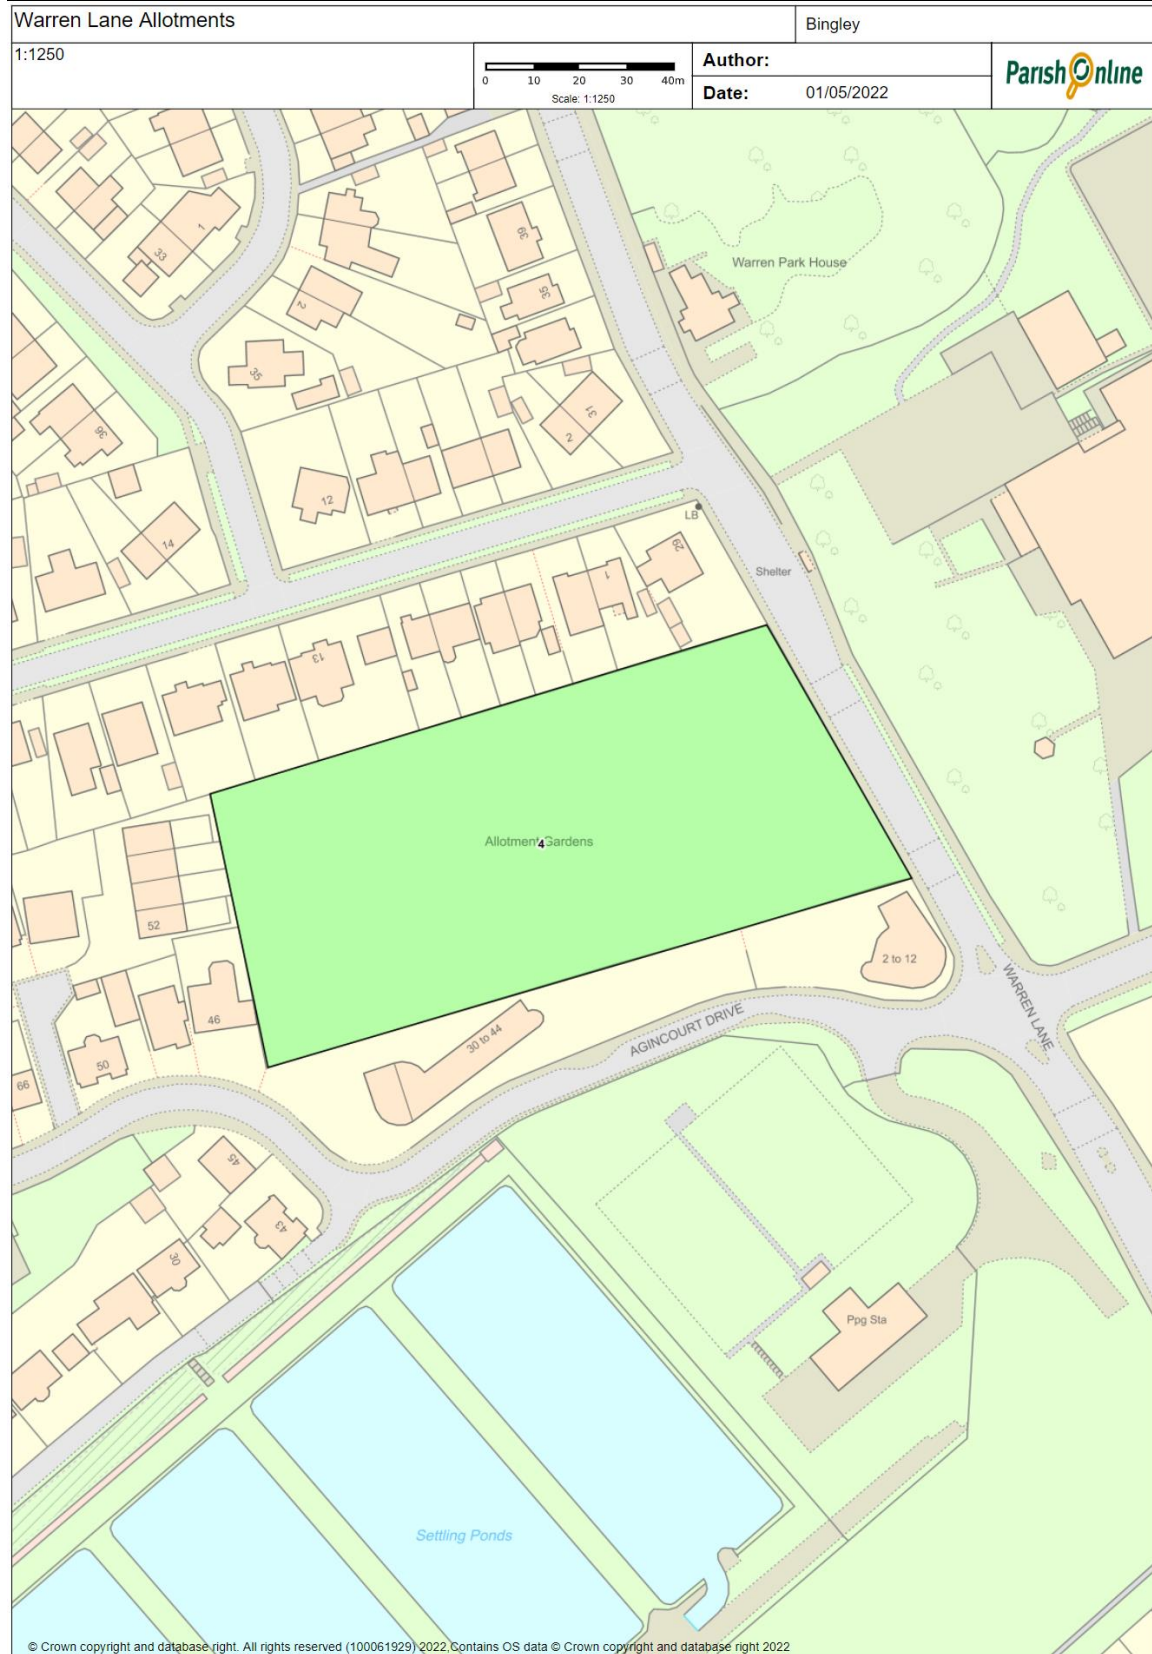 Warren Lane Allotments
Bingley
1:1250
0 10 20 30 40m
Scale: 1:1250
Author:
Date: 01/05/2022
Parish Online
1
33
39
2
35
Warren Park House
35
31
2
36
12
14
LB
29
1
Shelter
13
Allotment Gardens
4
52
2 to 12
WARREN LANE
46
30 to 44
AGINCOURT DRIVE
50
66
45
43
30
Ppg Sta
Settling Ponds
© Crown copyright and database right. All rights reserved (100061929) 2022,Contains OS data © Crown copyright and database right 2022